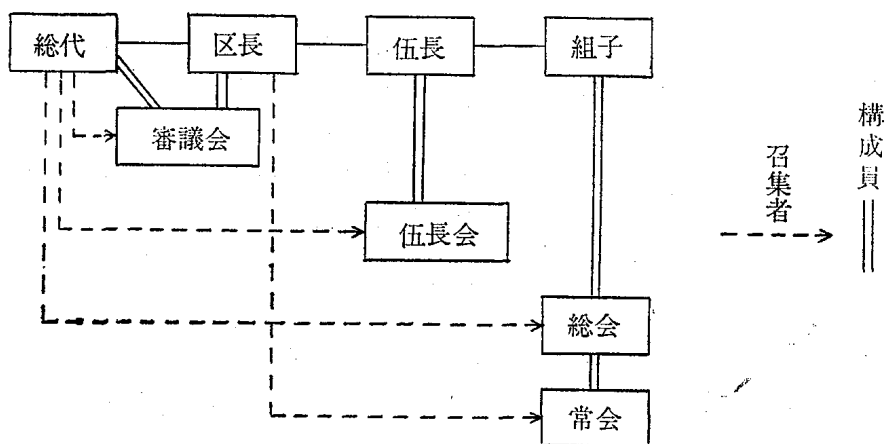 総代
区長
伍長
組子
審議会
伍長会
総会
常会
召集者
構成員